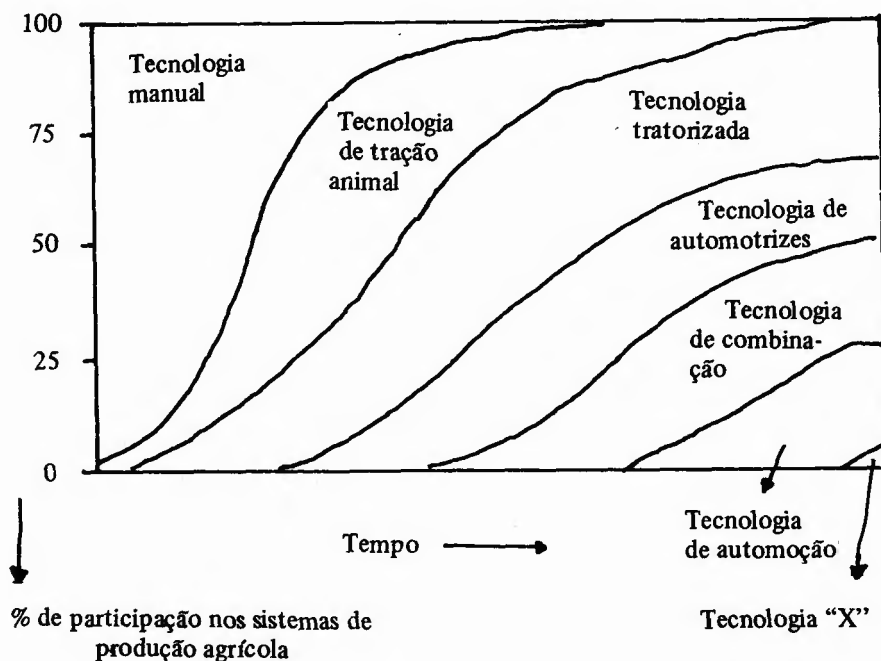 100
75
50
25
0
Tecnologia
manual
Tecnologia
de tração
animal
Tecnologia
tratorizada
Tecnologia de
automotrizes
Tecnologia
de combina-
ção
Tempo
Tecnologia
de automoção
% de participação nos sistemas de
produção agrícola
Tecnologia “X”